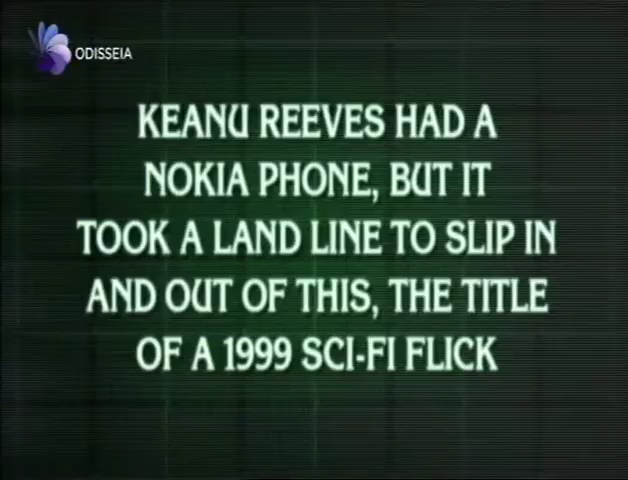 ODISSEIA
KEANU REEVES HAD A
NOKIA PHONE, BUT IT
TOOK A LAND LINE TO SLIP IN
AND OUT OF THIS, THE TITLE
OF A 1999 SCI-FI FLICK